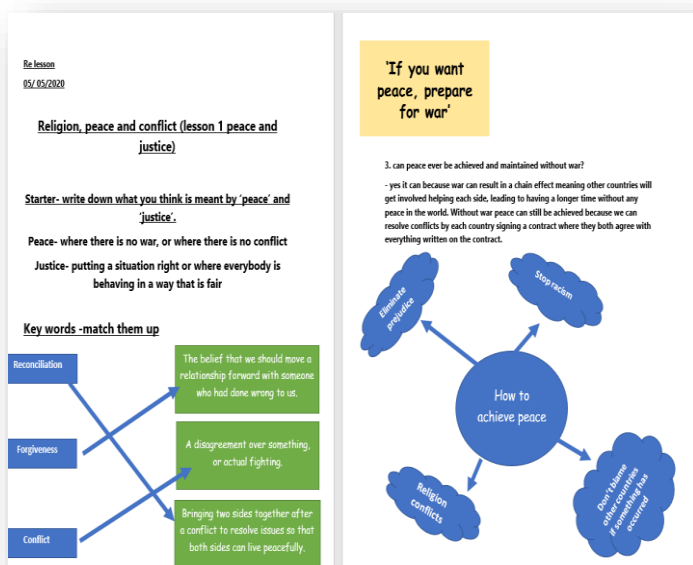 Re lesson
05/ 05/2020
Religion, peace and conflict (lesson 1 peace and
justice)
Starter- write down what you think is meant by 'peace' and
'justice'.
Peace- where there is no war, or where there is no conflict
Justice- putting a situation right or where everybody is
behaving in a way that is fair
Key words -match them up
Reconciliation
The belief that we should move a
relationship forward with someone
who had done wrong to us.
Forgiveness
A disagreement over something,
or actual fighting.
Conflict
Bringing two sides together after
a conflict to resolve issues so that
both sides can live peacefully.
'If you want
peace, prepare
for war'
3. can peace ever be achieved and maintained without war?
- yes it can because war can result in a chain effect meaning other countries will
get involved helping each side, leading to having a longer time without any
peace in the world. Without war peace can still be achieved because we can
resolve conflicts by each country signing a contract where they both agree with
everything written on the contract.
Eliminate
prejudice
Stop racism
How to
achieve peace
Religion
conflicts
Don't blame
other countries
if something has
occurred